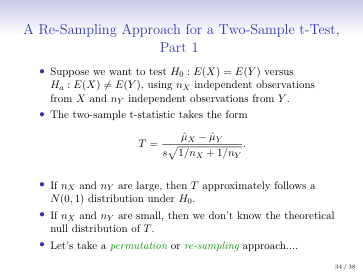 A Re-Sampling Approach for a Two-Sample t-Test,
Part 1
• Suppose we want to test H₀ : E(X) = E(Y) versus
Hₐ : E(X) ≠ E(Y), using n_X independent observations
from X and n_Y independent observations from Y.
• The two-sample t-statistic takes the form
T = (μ̂_X − μ̂_Y) / (s√(1/n_X + 1/n_Y)).
• If n_X and n_Y are large, then T approximately follows a
N(0, 1) distribution under H₀.
• If n_X and n_Y are small, then we don't know the theoretical
null distribution of T.
• Let's take a permutation or re-sampling approach....
34 / 38